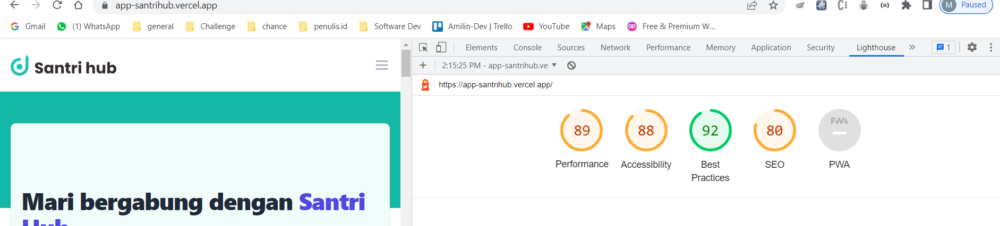 app-santrihub.vercel.app
M Paused
Gmail (1) WhatsApp general Challenge chance penulis.id Software Dev Amilin-Dev | Trello YouTube Maps Free & Premium W...
Santri hub
Elements Console Sources Network Performance Memory Application Security Lighthouse 1
2:15:25 PM - app-santrihub.ve
https://app-santrihub.vercel.app/
89 88 92 80 PWA
Performance Accessibility Best Practices SEO PWA
Mari bergabung dengan Santri
Hub